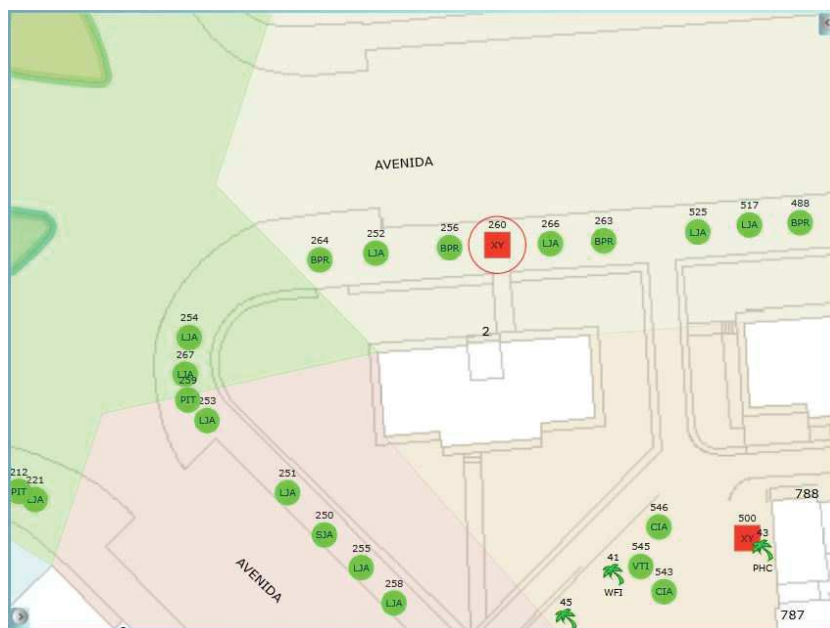 AVENIDA
488
517
525
260
263
266
256
252
264
BPR
LJA
LJA
XY
LJA
BPR
BPR
LJA
BPR
254
LJA
2
267
LJA
259
PIT
253
LJA
212
PIT
221
LJA
251
LJA
250
SJA
255
LJA
258
LJA
AVENIDA
788
546
CIA
500
XY
43
PHC
545
VTI
41
WFI
543
CIA
45
787